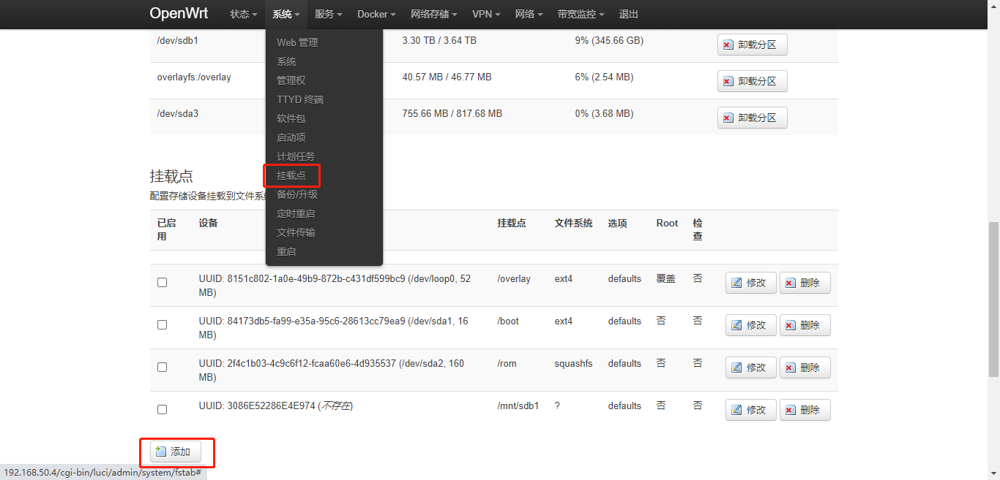 OpenWrt 状态 系统 服务 Docker 网络存储 VPN 网络 带宽监控 退出
Web 管理
系统
管理权
TTYD 终端
软件包
启动项
计划任务
挂载点
备份/升级
定时重启
文件传输
重启
/dev/sdb1 3.30 TB / 3.64 TB 9% (345.66 GB) 卸载分区
overlayfs:/overlay 40.57 MB / 46.77 MB 6% (2.54 MB) 卸载分区
/dev/sda3 755.66 MB / 817.68 MB 0% (3.68 MB) 卸载分区
挂载点
配置存储设备挂载到文件系
已启用 设备 挂载点 文件系统 选项 Root 检查
UUID: 8151c802-1a0e-49b9-872b-c431df599bc9 (/dev/loop0, 52 /overlay ext4 defaults 覆盖 否 修改 删除
MB)
UUID: 84173db5-fa99-e35a-95c6-28613cc79ea9 (/dev/sda1, 16 /boot ext4 defaults 否 否 修改 删除
MB)
UUID: 2f4c1b03-4c9c6f12-fcaa60e6-4d935537 (/dev/sda2, 160 /rom squashfs defaults 否 否 修改 删除
MB)
UUID: 3086E52286E4E974 (不存在) /mnt/sdb1 ? defaults 否 否 修改 删除
添加
192.168.50.4/cgi-bin/luci/admin/system/fstab#